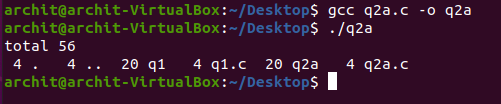 archit@archit-VirtualBox:~/Desktop$ gcc q2a.c -o q2a
archit@archit-VirtualBox:~/Desktop$ ./q2a
total 56
 4 .   4 ..  20 q1   4 q1.c  20 q2a   4 q2a.c
archit@archit-VirtualBox:~/Desktop$